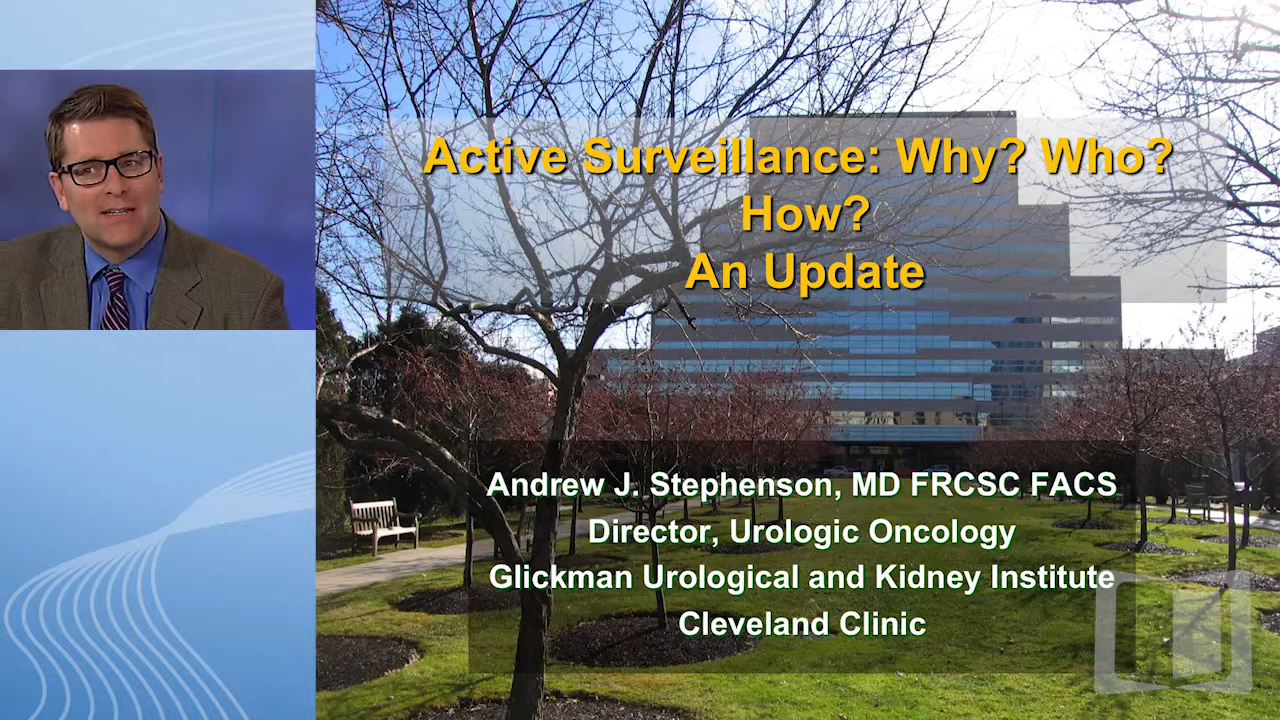 Active Surveillance: Why? Who?
How?
An Update
Andrew J. Stephenson, MD FRCSC FACS
Director, Urologic Oncology
Glickman Urological and Kidney Institute
Cleveland Clinic